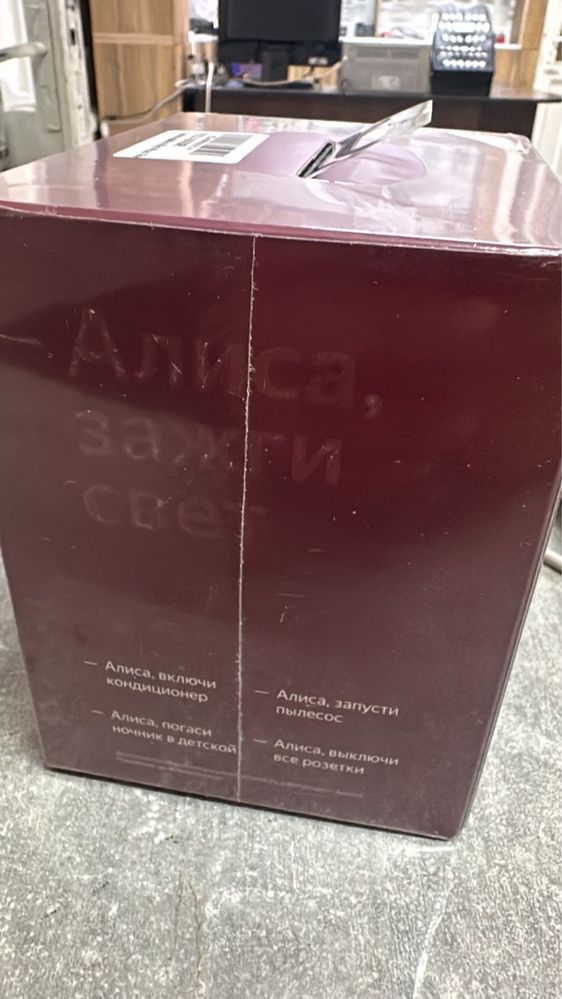 — Алиса,
зажги
свет
— Алиса, включи
кондиционер
— Алиса, погаси
ночник в детской
— Алиса, запусти
пылесос
— Алиса, выключи
все розетки